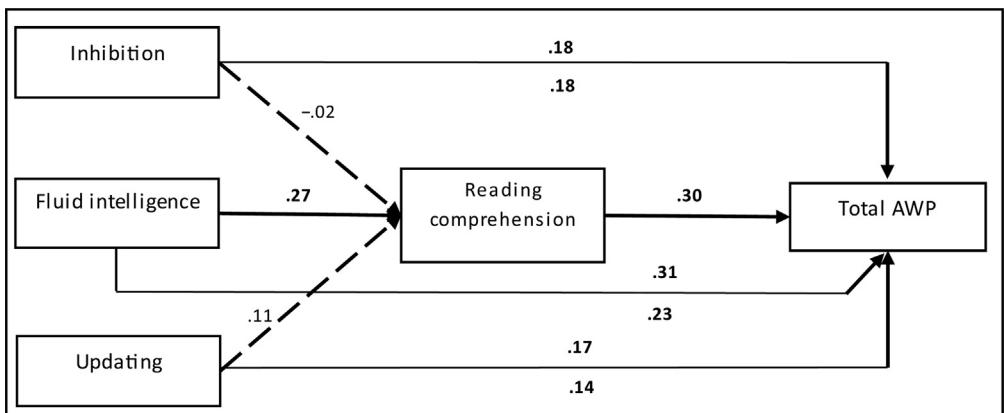 Inhibition
.18
.18
−.02
Fluid intelligence
.27
Reading
comprehension
.30
Total AWP
.31
.23
.11
Updating
.17
.14